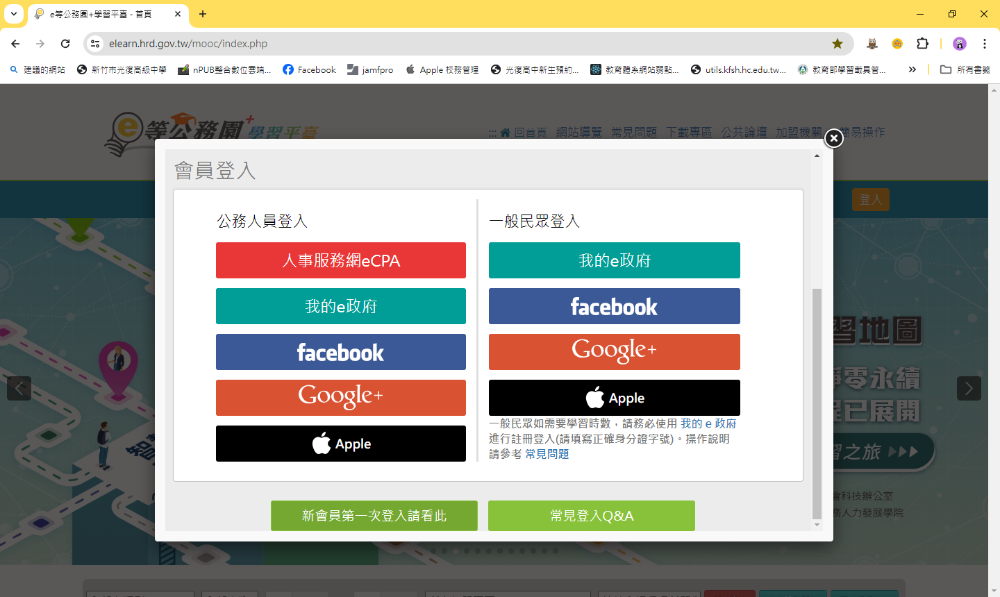 e等公務園+學習平臺 - 首頁
elearn.hrd.gov.tw/mooc/index.php
建議的網站 新竹市光復高級中學 nPUB整合數位雲端... Facebook jamfpro Apple 校務管理 光復高中新生預約... 教育體系網站弱點... utils.kfsh.hc.edu.tw... 教育部學習載具管... 所有書籤
e等公務園+學習平臺
::: 回首頁 網站導覽 常見問題 下載專區 公共論壇 加盟機關 簡易操作
登入
會員登入
公務人員登入
人事服務網eCPA
我的e政府
facebook
Google+
Apple
一般民眾登入
我的e政府
facebook
Google+
Apple
一般民眾如需要學習時數，請務必使用 我的 e 政府
進行註冊登入(請填寫正確身分證字號)。操作說明
請參考 常見問題
新會員第一次登入請看此
常見登入Q&A
習地圖
淨零永續
程已展開
習之旅
會科技辦公室
務人力發展學院